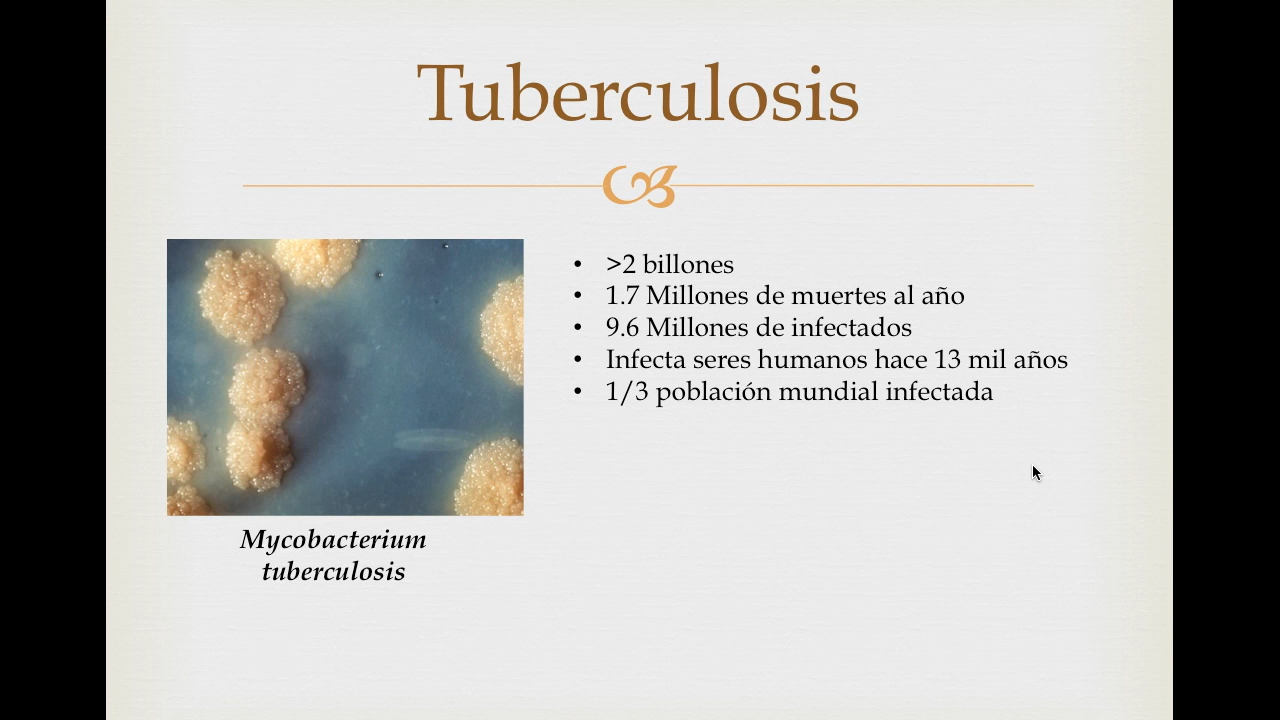 Tuberculosis
• >2 billones
• 1.7 Millones de muertes al año
• 9.6 Millones de infectados
• Infecta seres humanos hace 13 mil años
• 1/3 población mundial infectada
Mycobacterium
tuberculosis